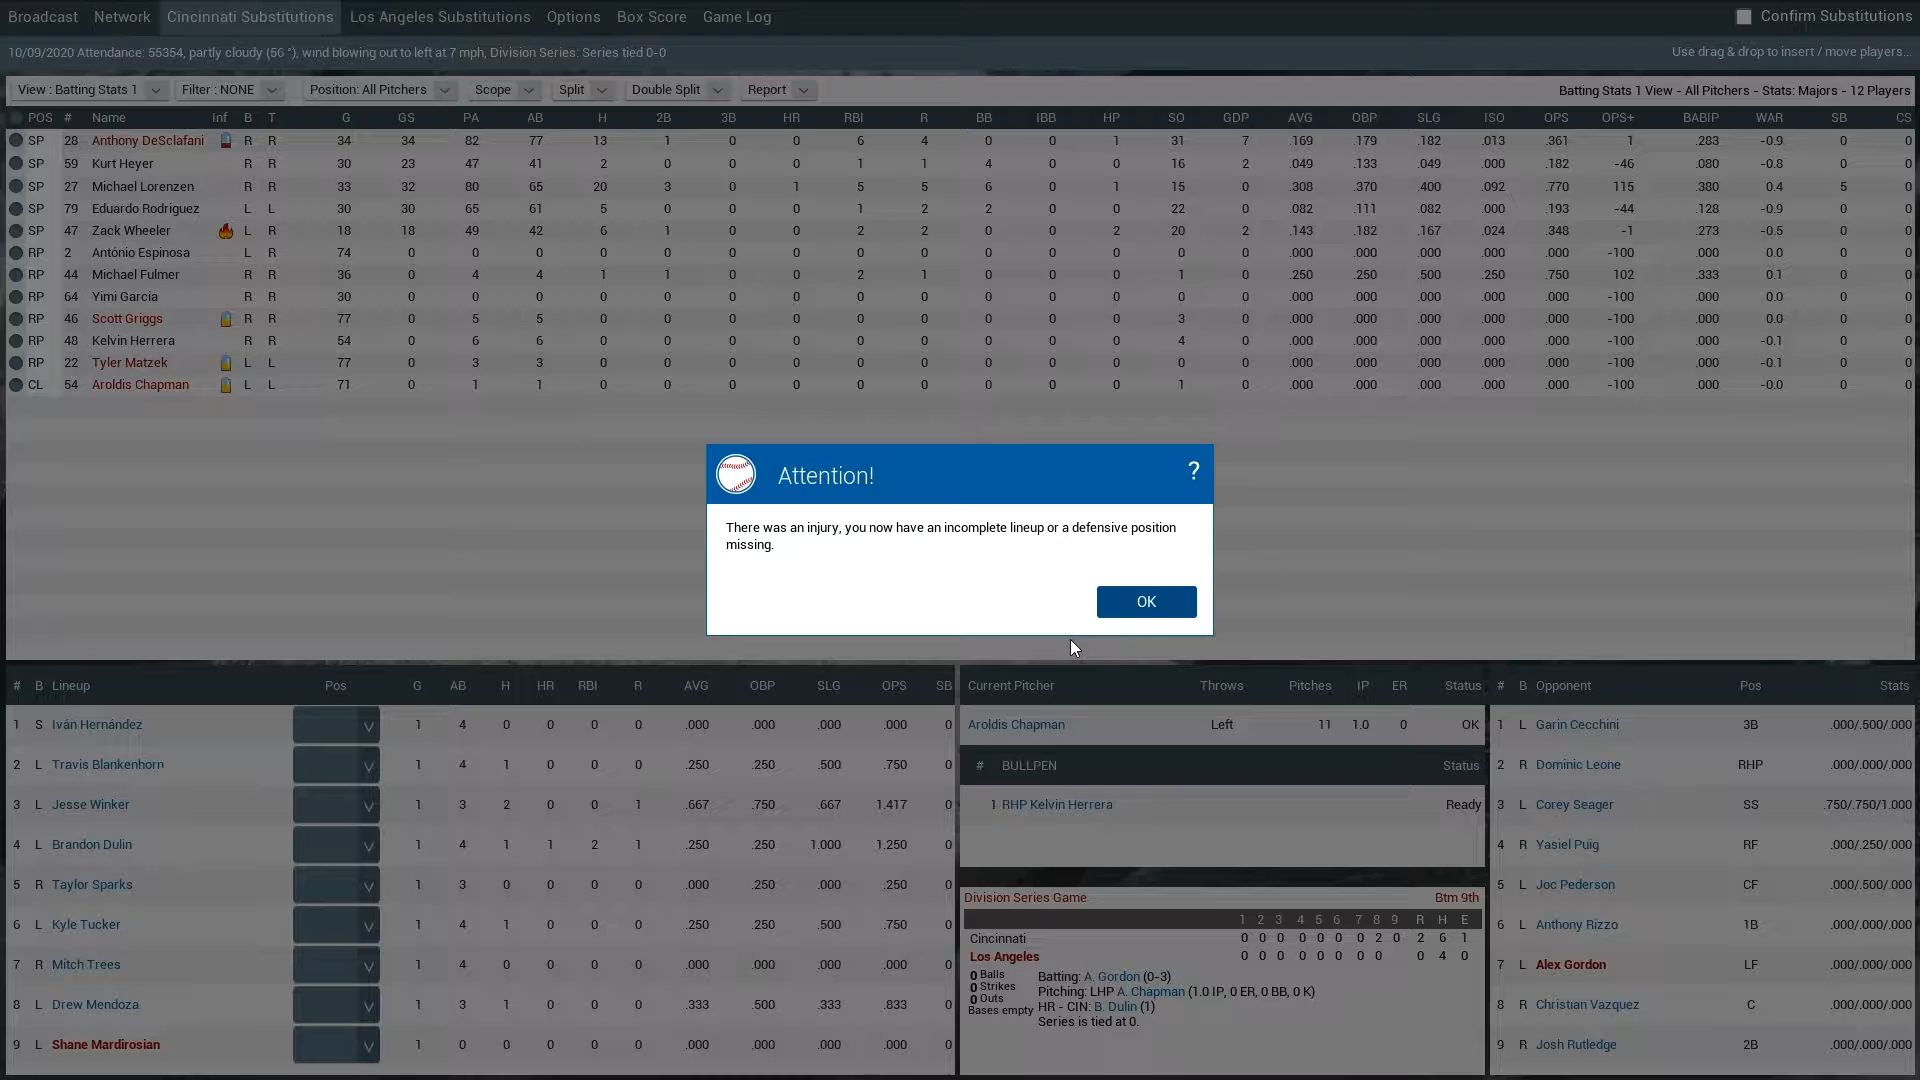 Broadcast Network Cincinnati Substitutions Los Angeles Substitutions Options Box Score Game Log Confirm Substitutions
10/09/2020 Attendance: 55354, partly cloudy (56 °), wind blowing out to left at 7 mph, Division Series: Series tied 0-0 Use drag & drop to insert / move players...
View : Batting Stats 1 Filter : NONE Position: All Pitchers Scope Split Double Split Report Batting Stats 1 View - All Pitchers - Stats: Majors - 12 Players
POS # Name Inf B T G GS PA AB H 2B 3B HR RBI R BB IBB HP SO GDP AVG OBP SLG ISO OPS OPS+ BABIP WAR SB CS
SP 28 Anthony DeSclafani R R 34 34 82 77 13 1 0 0 6 4 0 0 1 31 7 .169 .179 .182 .013 .361 1 .283 -0.9 0 0
SP 59 Kurt Heyer R R 30 23 47 41 2 0 0 0 1 1 4 0 0 16 2 .049 .133 .049 .000 .182 -46 .080 -0.8 0 0
SP 27 Michael Lorenzen R R 33 32 80 65 20 3 0 1 5 5 6 0 1 15 0 .308 .370 .400 .092 .770 115 .380 0.4 5 0
SP 79 Eduardo Rodriguez L L 30 30 65 61 5 0 0 0 1 2 2 0 0 22 0 .082 .111 .082 .000 .193 -44 .128 -0.9 0 0
SP 47 Zack Wheeler L R 18 18 49 42 6 1 0 0 2 2 0 0 2 20 2 .143 .182 .167 .024 .348 -1 .273 -0.5 0 0
RP 2 António Espinosa L R 74 0 0 0 0 0 0 0 0 0 0 0 0 0 0 .000 .000 .000 .000 .000 -100 .000 0.0 0 0
RP 44 Michael Fulmer R R 36 0 4 4 1 1 0 0 2 1 0 0 0 1 0 .250 .250 .500 .250 .750 102 .333 0.1 0 0
RP 64 Yimi Garcia R R 30 0 0 0 0 0 0 0 0 0 0 0 0 0 0 .000 .000 .000 .000 .000 -100 .000 0.0 0 0
RP 46 Scott Griggs R R 77 0 5 5 0 0 0 0 0 0 0 0 0 3 0 .000 .000 .000 .000 .000 -100 .000 0.0 0 0
RP 48 Kelvin Herrera R R 54 0 6 6 0 0 0 0 0 0 0 0 0 4 0 .000 .000 .000 .000 .000 -100 .000 -0.1 0 0
RP 22 Tyler Matzek L L 77 0 3 3 0 0 0 0 0 0 0 0 0 0 0 .000 .000 .000 .000 .000 -100 .000 -0.1 0 0
CL 54 Aroldis Chapman L L 71 0 1 1 0 0 0 0 0 0 0 0 0 1 0 .000 .000 .000 .000 .000 -100 .000 -0.0 0 0
Attention! ?
There was an injury, you now have an incomplete lineup or a defensive position
missing.
OK
# B Lineup Pos G AB H HR RBI R AVG OBP SLG OPS SB
1 S Iván Hernández 1 4 0 0 0 0 .000 .000 .000 .000 0
2 L Travis Blankenhorn 1 4 1 0 0 0 .250 .250 .500 .750 0
3 L Jesse Winker 1 3 2 0 0 1 .667 .750 .667 1.417 0
4 L Brandon Dulin 1 4 1 1 2 1 .250 .250 1.000 1.250 0
5 R Taylor Sparks 1 3 0 0 0 0 .000 .250 .000 .250 0
6 L Kyle Tucker 1 4 1 0 0 0 .250 .250 .500 .750 0
7 R Mitch Trees 1 4 0 0 0 0 .000 .000 .000 .000 0
8 L Drew Mendoza 1 3 1 0 0 0 .333 .500 .333 .833 0
9 L Shane Mardirosian 1 0 0 0 0 0 .000 .000 .000 .000 0
Current Pitcher Throws Pitches IP ER Status
Aroldis Chapman Left 11 1.0 0 OK
# BULLPEN Status
1 RHP Kelvin Herrera Ready
Division Series Game Btm 9th
1 2 3 4 5 6 7 8 9 R H E
Cincinnati 0 0 0 0 0 0 0 2 0 2 6 1
Los Angeles 0 0 0 0 0 0 0 0 0 4 0
0 Balls Batting: A. Gordon (0-3)
0 Strikes Pitching: LHP A. Chapman (1.0 IP, 0 ER, 0 BB, 0 K)
0 Outs HR - CIN: B. Dulin (1)
Bases empty Series is tied at 0.
# B Opponent Pos Stats
1 L Garin Cecchini 3B .000/.500/.000
2 R Dominic Leone RHP .000/.000/.000
3 L Corey Seager SS .750/.750/1.000
4 R Yasiel Puig RF .000/.250/.000
5 L Joc Pederson CF .000/.500/.000
6 L Anthony Rizzo 1B .000/.000/.000
7 L Alex Gordon LF .000/.000/.000
8 R Christian Vazquez C .000/.000/.000
9 R Josh Rutledge 2B .000/.000/.000